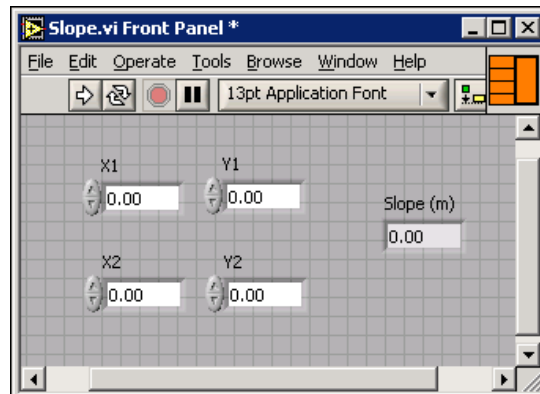 Slope.vi Front Panel *
File Edit Operate Tools Browse Window Help
13pt Application Font
X1 Y1
0.00 0.00
Slope (m)
0.00
X2 Y2
0.00 0.00